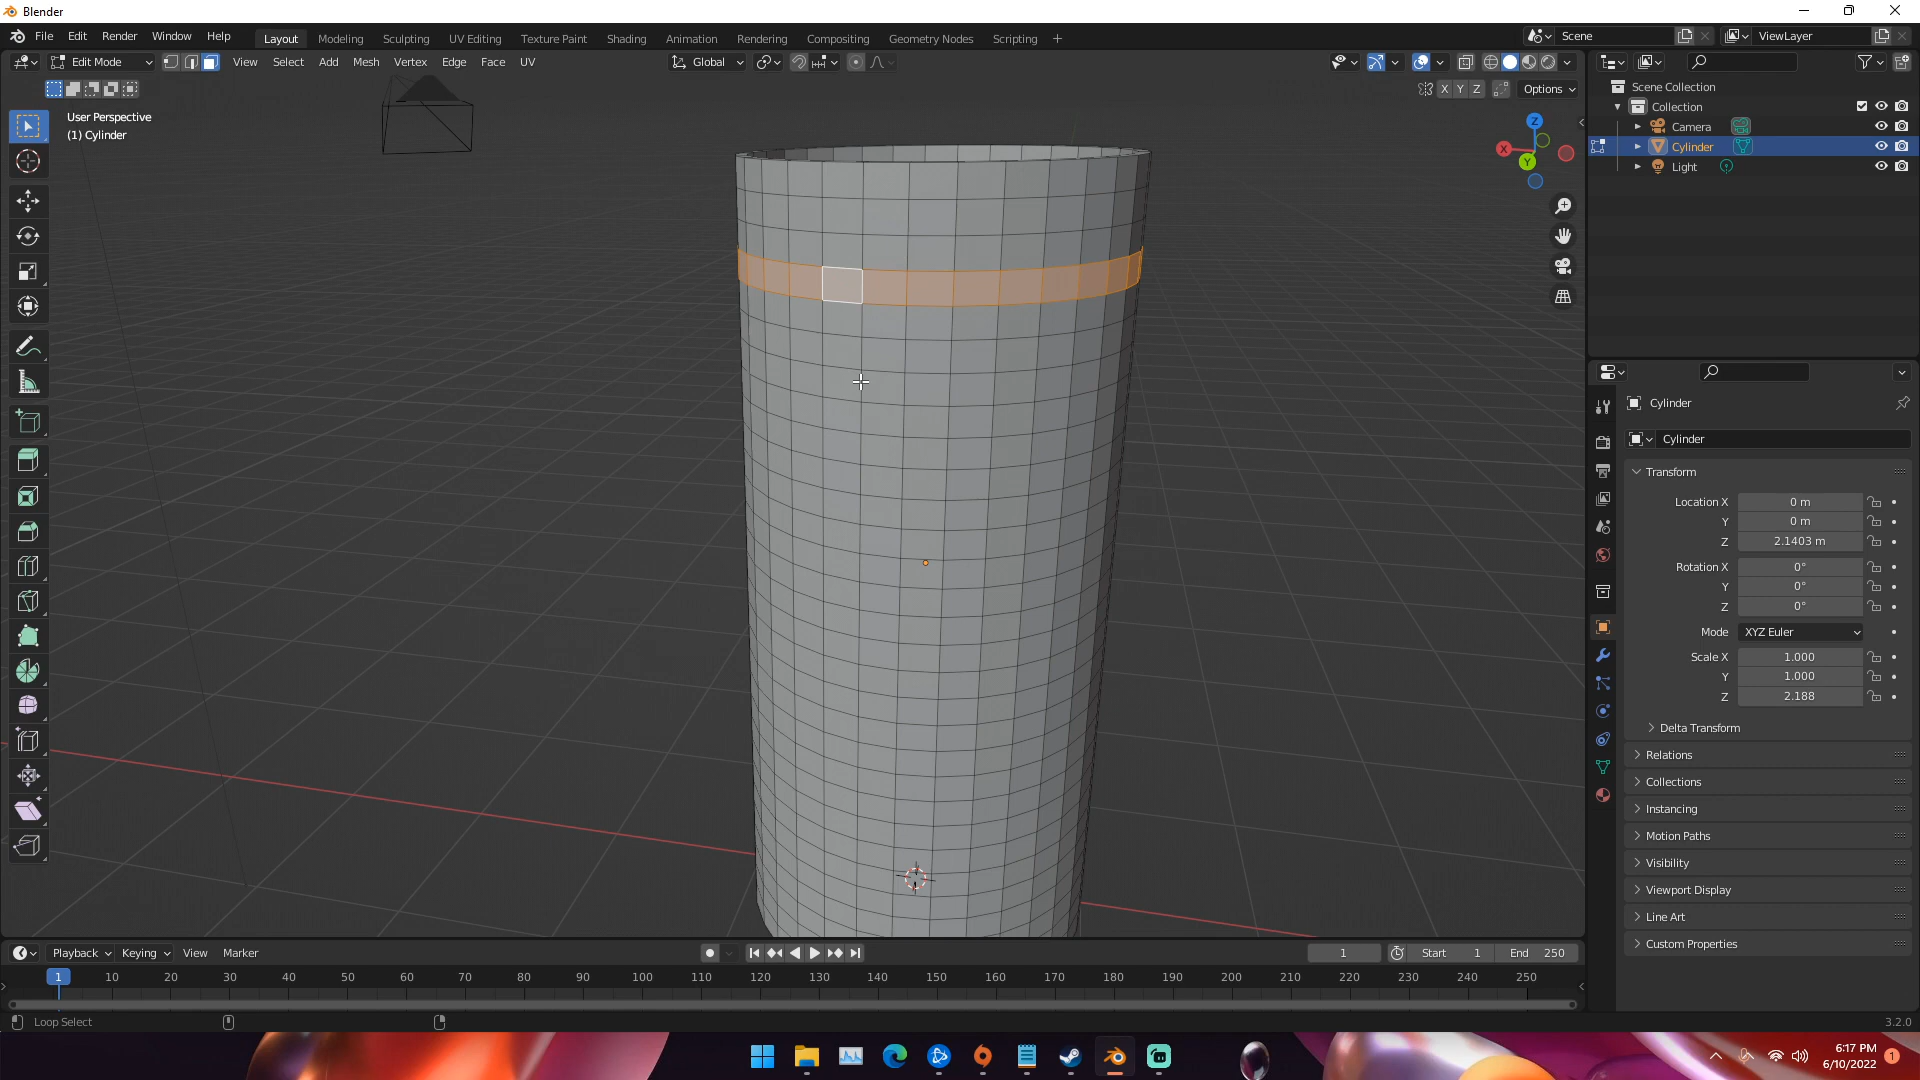 Blender
File Edit Render Window Help Layout Modeling Sculpting UV Editing Texture Paint Shading Animation Rendering Compositing Geometry Nodes Scripting + Scene ViewLayer
Edit Mode View Select Add Mesh Vertex Edge Face UV Global
X Y Z Options
User Perspective
(1) Cylinder
Z
X
Y
Scene Collection
Collection
Camera
Cylinder
Light
Cylinder
Cylinder
Transform
Location X 0 m
Y 0 m
Z 2.1403 m
Rotation X 0°
Y 0°
Z 0°
Mode XYZ Euler
Scale X 1.000
Y 1.000
Z 2.188
Delta Transform
Relations
Collections
Instancing
Motion Paths
Visibility
Viewport Display
Line Art
Custom Properties
Playback Keying View Marker 1 Start 1 End 250
1 10 20 30 40 50 60 70 80 90 100 110 120 130 140 150 160 170 180 190 200 210 220 230 240 250
Loop Select 3.2.0
6:17 PM
6/10/2022
1